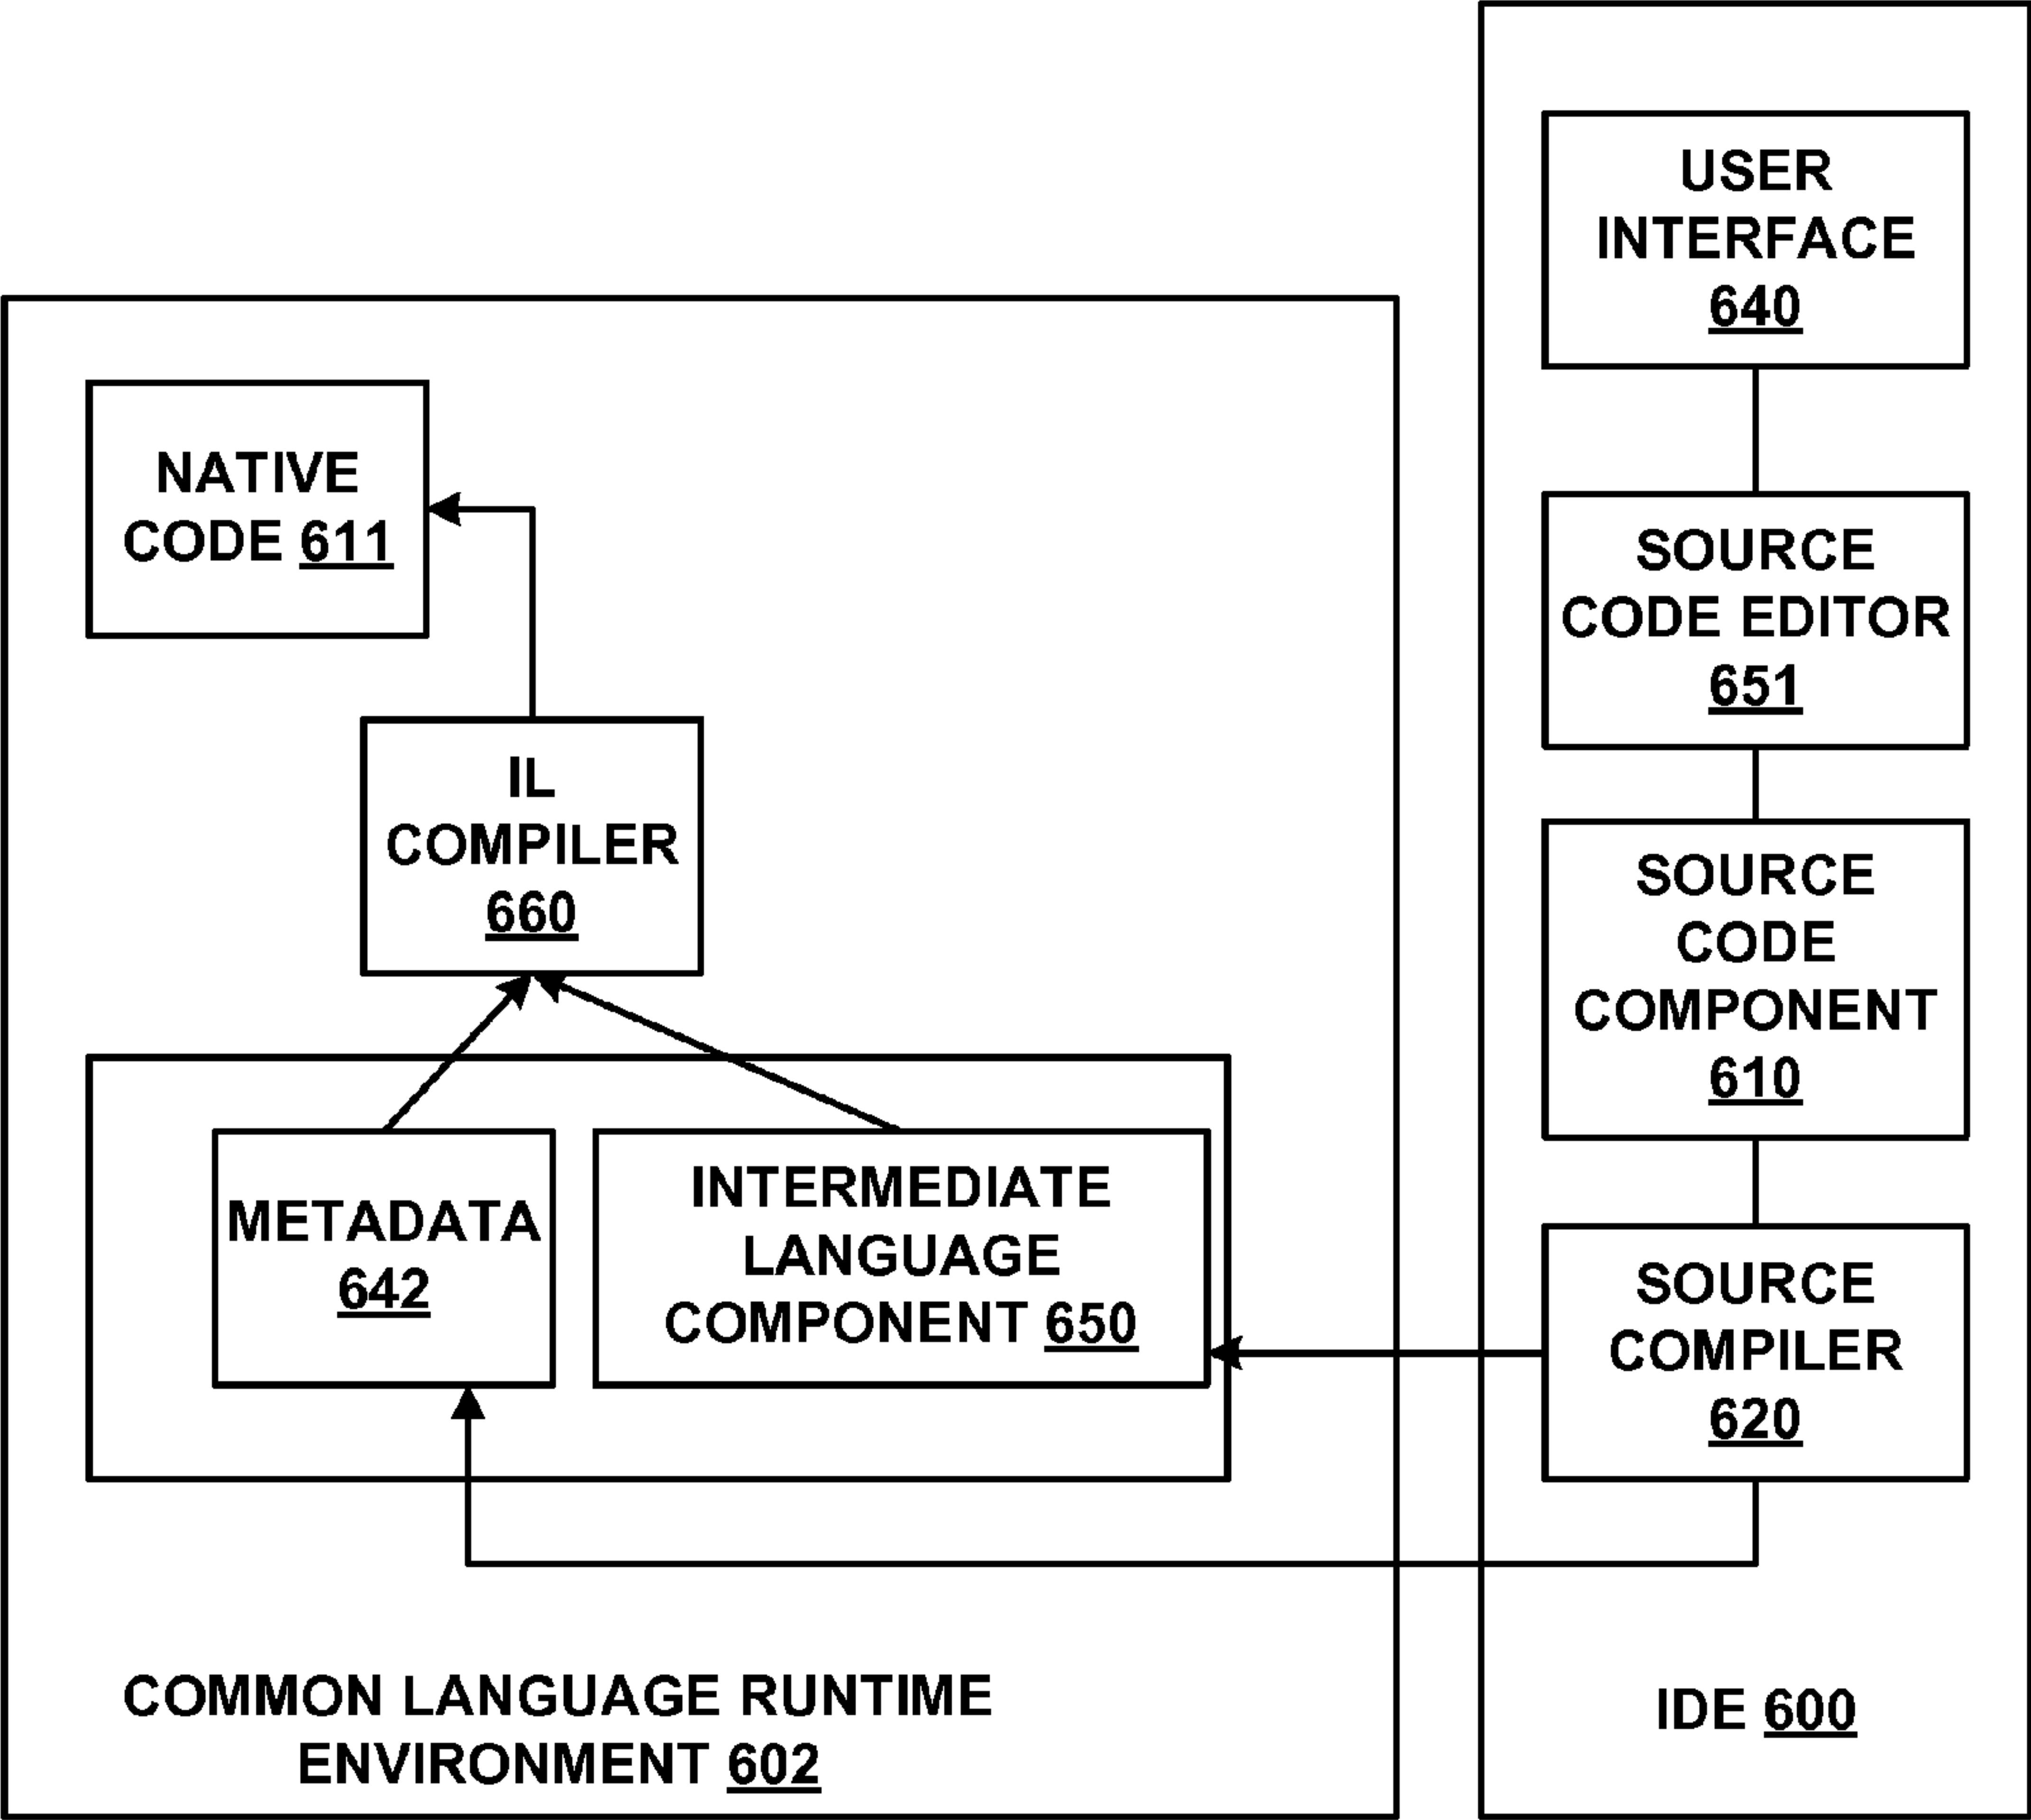 NATIVE
CODE 611
IL
COMPILER
660
METADATA
642
INTERMEDIATE
LANGUAGE
COMPONENT 650
COMMON LANGUAGE RUNTIME
ENVIRONMENT 602
USER
INTERFACE
640
SOURCE
CODE EDITOR
651
SOURCE
CODE
COMPONENT
610
SOURCE
COMPILER
620
IDE 600